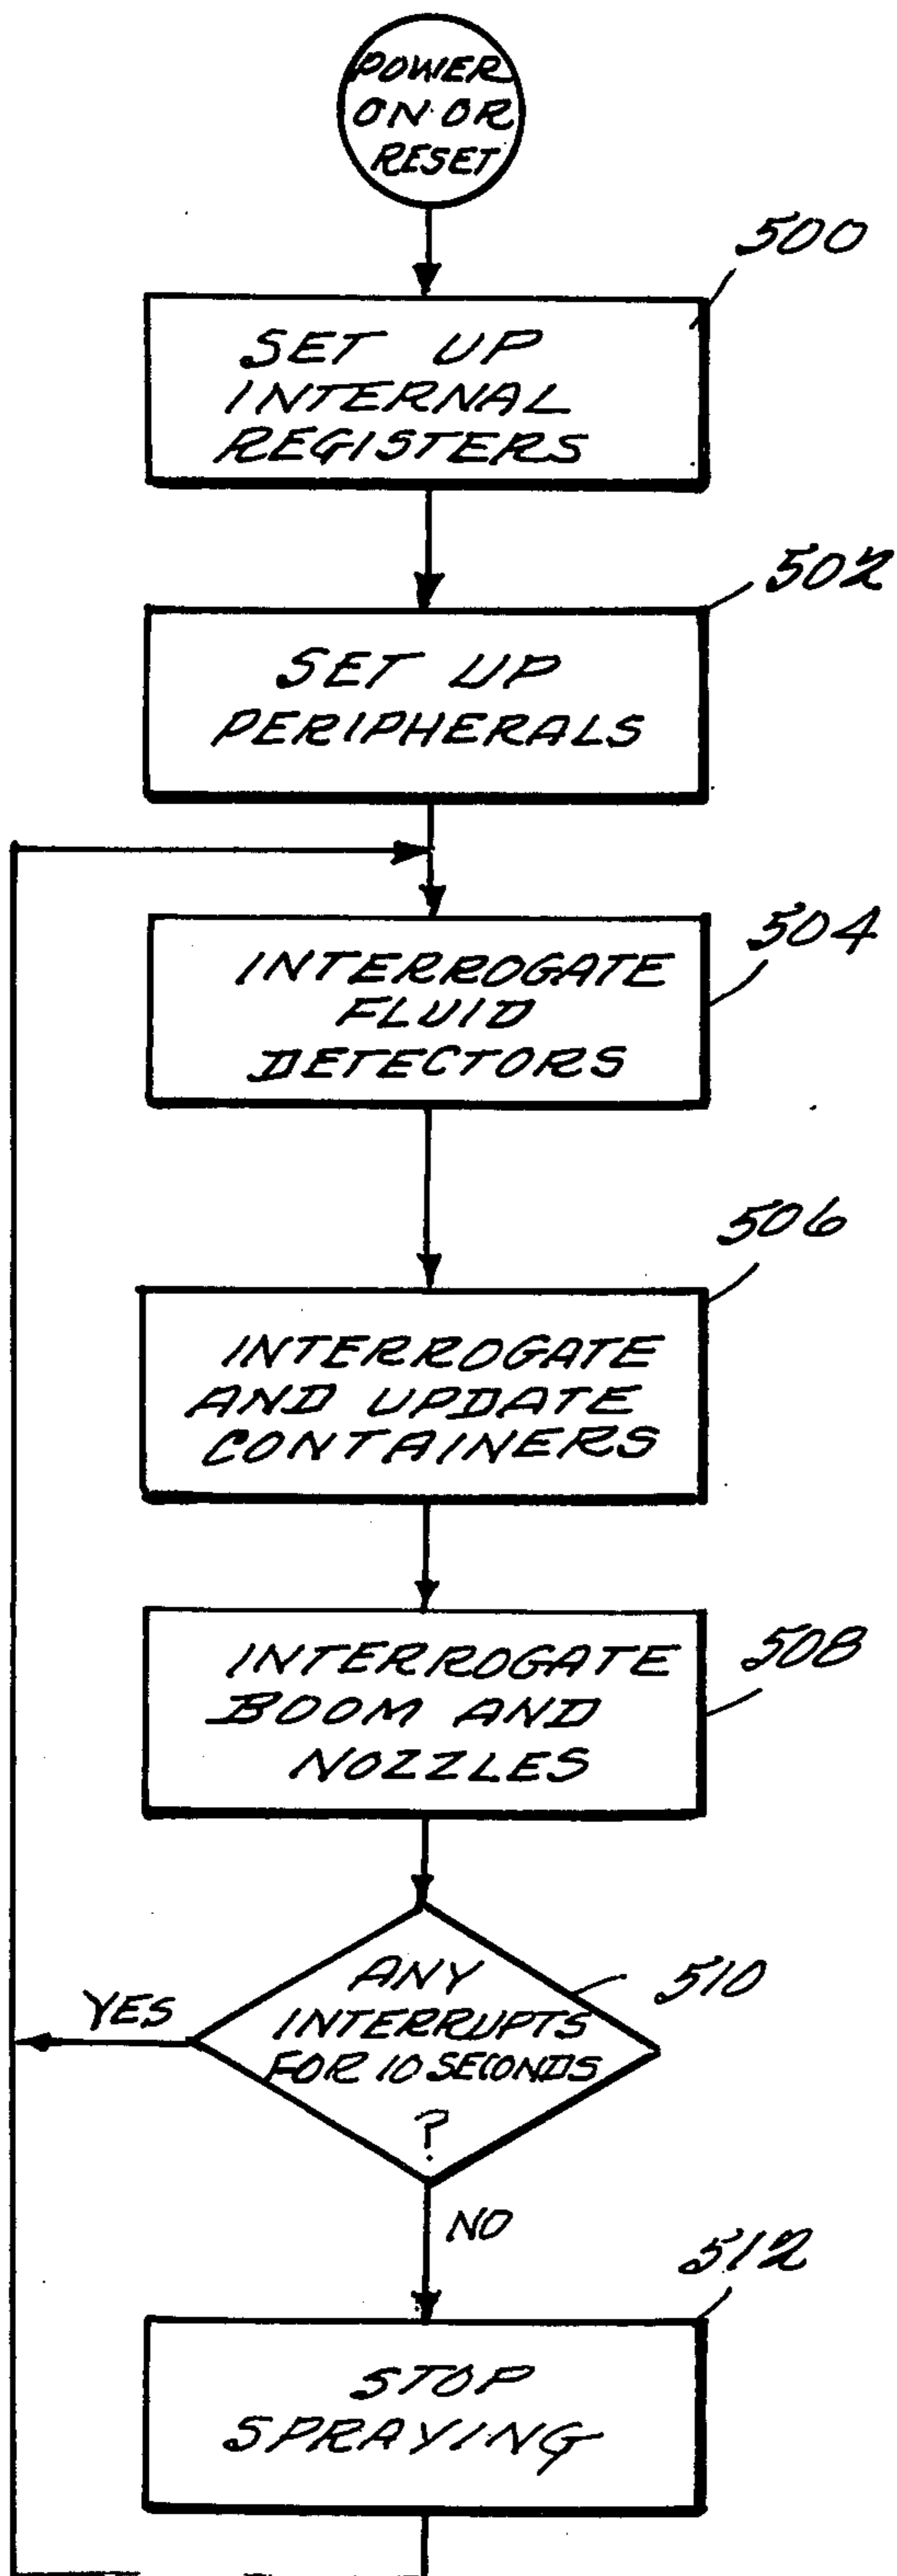 POWER
ON OR
RESET
500
SET UP
INTERNAL
REGISTERS
502
SET UP
PERIPHERALS
504
INTERROGATE
FLUID
DETECTORS
506
INTERROGATE
AND UPDATE
CONTAINERS
508
INTERROGATE
BOOM AND
NOZZLES
510
ANY
INTERRUPTS
FOR 10 SECONDS
?
YES
NO
512
STOP
SPRAYING